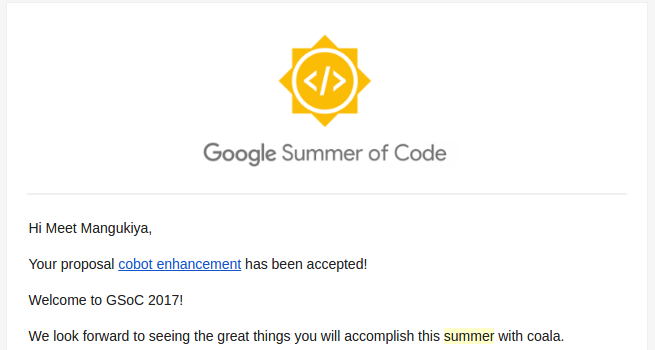 </>
Google Summer of Code
Hi Meet Mangukiya,
Your proposal cobot enhancement has been accepted!
Welcome to GSoC 2017!
We look forward to seeing the great things you will accomplish this summer with coala.